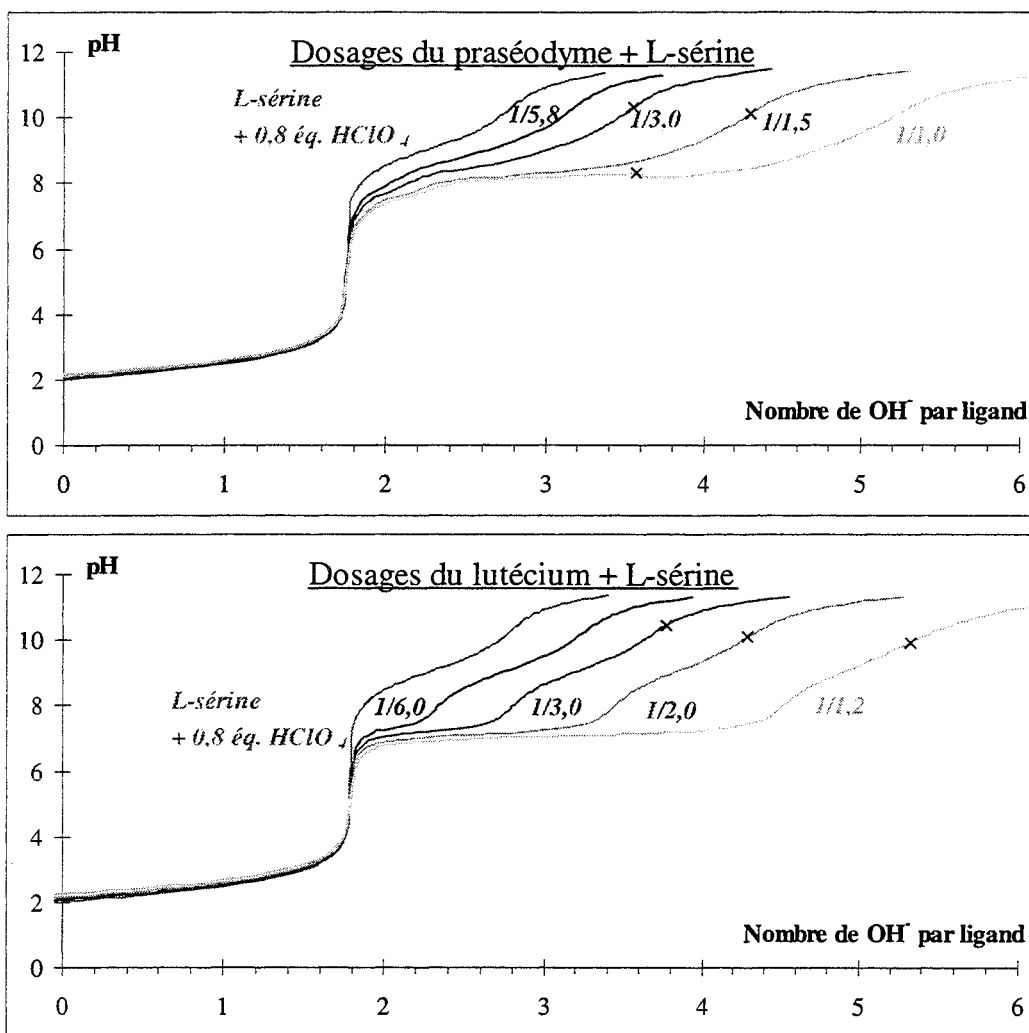 pH
Dosages du praséodyme + L-sérine
12
10
8
6
4
2
0
L-sérine
+ 0,8 éq. HClO4
1/5,8
1/3,0
1/1,5
1/1,0
Nombre de OH- par ligand
0 1 2 3 4 5 6
pH
Dosages du lutécium + L-sérine
12
10
8
6
4
2
0
L-sérine
+ 0,8 éq. HClO4
1/6,0
1/3,0
1/2,0
1/1,2
Nombre de OH- par ligand
0 1 2 3 4 5 6